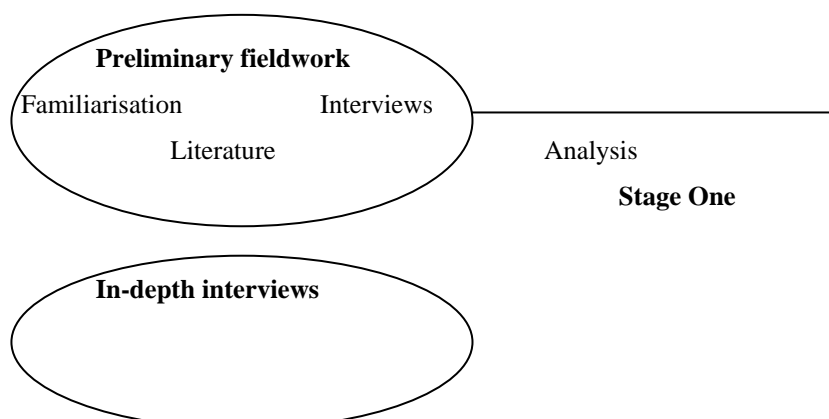 Preliminary fieldwork
Familiarisation Interviews
Literature Analysis
Stage One
In-depth interviews